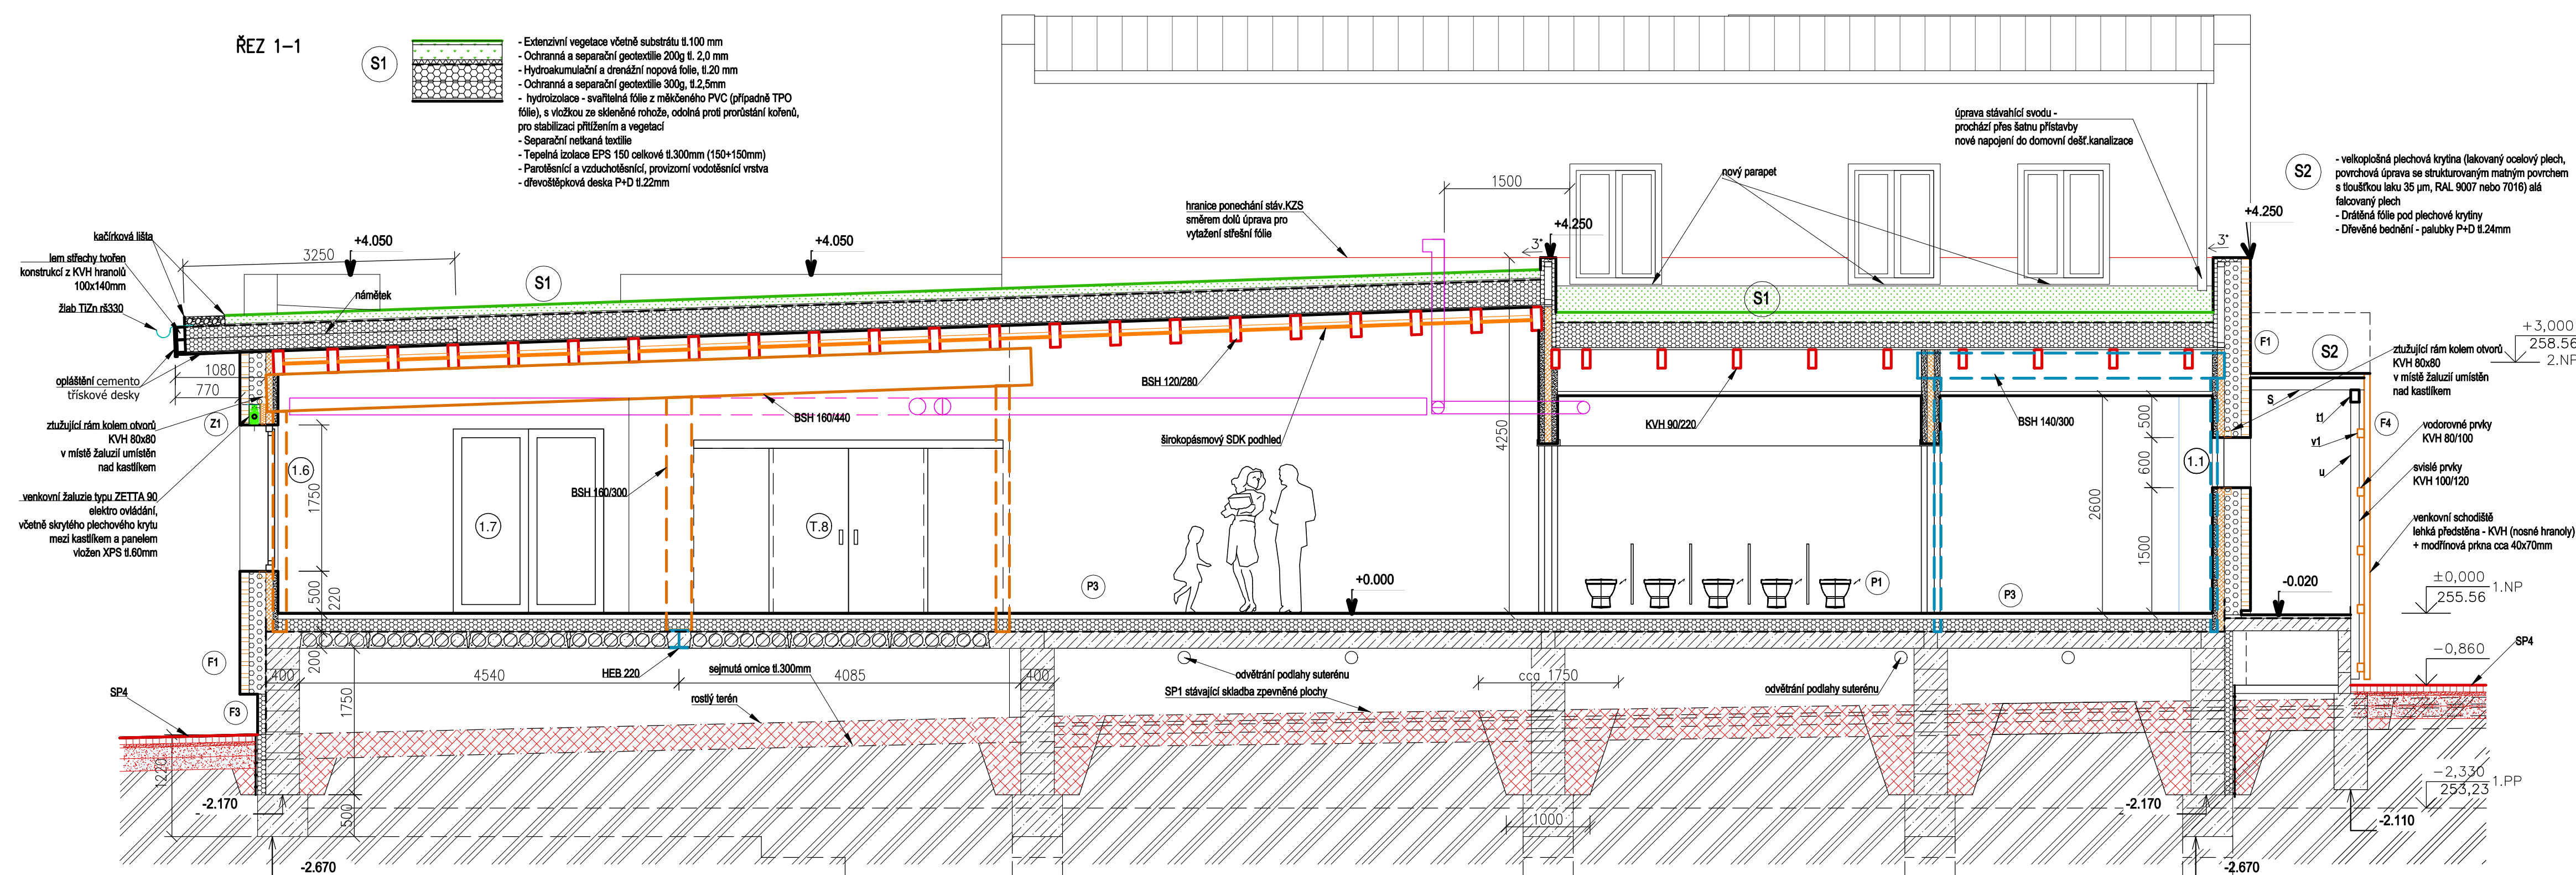 ŘEZ 1-1
S1
- Extenzivní vegetace včetně substrátu tl.100 mm
- Ochranná a separační geotextilie 200g tl. 2,0 mm
- Hydroakumulační a drenážní nopová folie, tl.20 mm
- Ochranná a separační geotextilie 300g, tl.2,5mm
- hydroizolace - svařitelná fólie z měkčeného PVC (případně TPO
fólie), s vložkou ze skleněné rohože, odolná proti prorůstání kořenů,
pro stabilizaci přitížením a vegetací
- Separační netkaná textilie
- Tepelná izolace EPS 150 celkové tl.300mm (150+150mm)
- Parotěsnící a vzduchotěsnící, provizorní vodotěsnící vrstva
- dřevoštěpková deska P+D tl.22mm
úprava stávahící svodu -
prochází přes šatnu přístavby
nové napojení do domovní dešť.kanalizace
S2
- velkoplošná plechová krytina (lakovaný ocelový plech,
povrchová úprava se strukturovaným matným povrchem
s tloušťkou laku 35 µm, RAL 9007 nebo 7016) alá
falcovaný plech
- Drátěná fólie pod plechové krytiny
- Dřevěné bednění - palubky P+D tl.24mm
nový parapet
1500
hranice ponechání stáv.KZS
směrem dolů úprava pro
vytažení střešní fólie
+4.250
+4.250
3°
3°
kačírková lišta
lem střechy tvořen
konstrukcí z KVH hranolů
100x140mm
žlab TiZn rš330
3250
+4.050
+4.050
S1
námětek
S1
+3,000
258.56
2.NP
F1
S2
ztužující rám kolem otvorů
KVH 80x80
v místě žaluzií umístěn
nad kastlíkem
opláštění cemento
třískové desky
1080
770
BSH 120/280
BSH 160/440
širokopásmový SDK podhled
4250
KVH 90/220
BSH 140/300
500
600
1500
2600
S
t1
v1
u
F4
vodorovné prvky
KVH 80/100
svislé prvky
KVH 100/120
Z1
ztužující rám kolem otvorů
KVH 80x80
v místě žaluzií umístěn
nad kastlíkem
1.6
1.1
venkovní žaluzie typu ZETTA 90
elektro ovládání,
včetně skrytého plechového krytu
mezi kastlíkem a panelem
vložen XPS tl.60mm
1750
BSH 160/300
1.7
T.8
venkovní schodiště
lehká předstěna - KVH (nosné hranoly)
+ modřínová prkna cca 40x70mm
500
220
P3
+0.000
P1
P3
-0.020
±0,000
255.56
1.NP
F1
200
400
4540
HEB 220
4085
400
sejmutá ornice tl.300mm
odvětrání podlahy suterénu
SP1 stávající skladba zpevněné plochy
cca 1750
odvětrání podlahy suterénu
-0,860
SP4
SP4
F3
1750
rostlý terén
1220
-2.170
500
-2.670
1000
-2.170
-2.670
-2.110
-2,330
253,23
1.PP